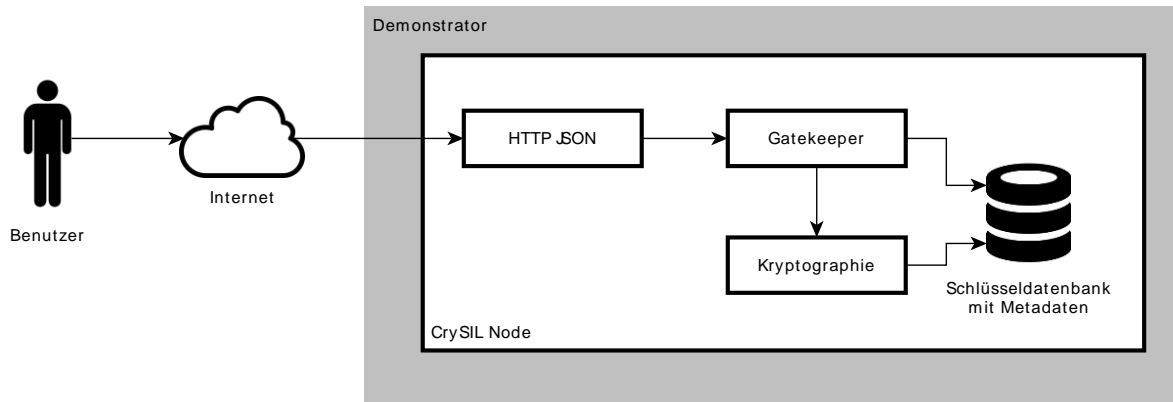 Demonstrator
HTTP JSON
Gatekeeper
Internet
Benutzer
Kryptographie
Schlüsseldatenbank
mit Metadaten
CrySIL Node